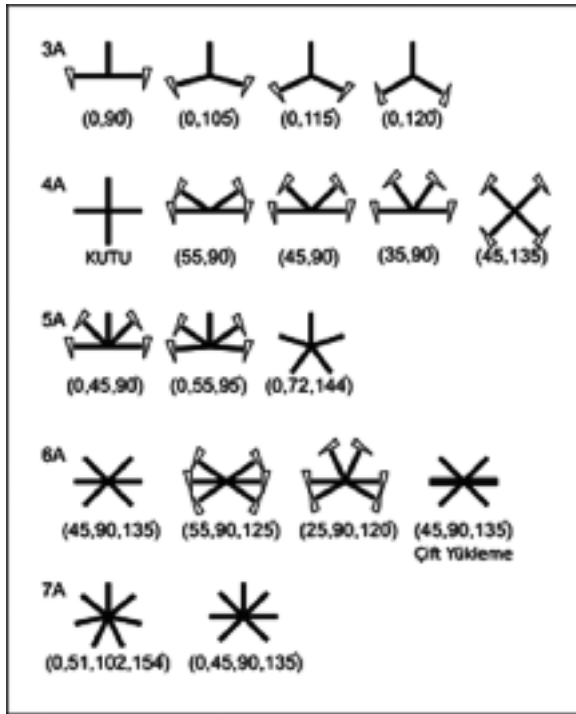 3A
(0,90)
(0,105)
(0,115)
(0,120)
4A
KUTU
(55,90)
(45,90)
(35,90)
(45,135)
5A
(0,45,90)
(0,55,95)
(0,72,144)
6A
(45,90,135)
(55,90,125)
(25,90,120)
(45,90,135)
Çift Yükleme
7A
(0,51,102,154)
(0,45,90,135)